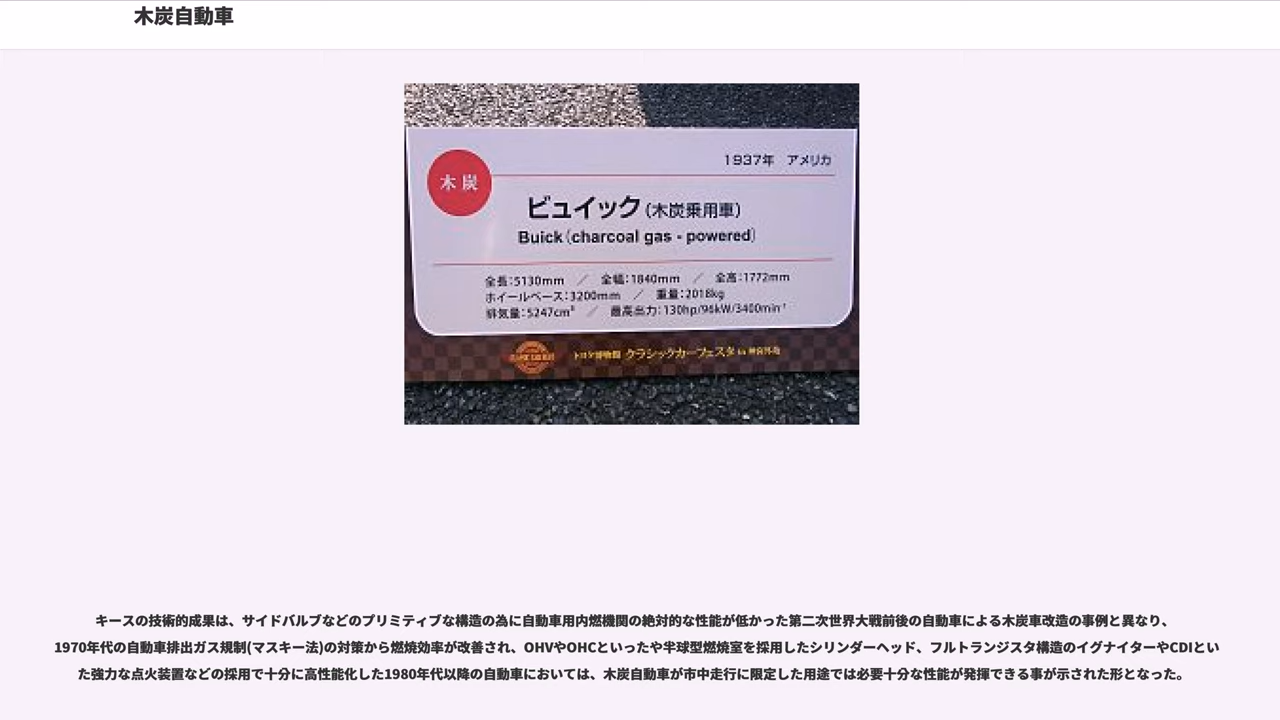 木炭自動車
1937年 アメリカ
木炭
ビュイック（木炭乗用車）
Buick（charcoal gas - powered）
全長：5130mm ／ 全幅：1840mm ／ 全高：1772mm
ホイールベース：3200mm ／ 重量：2018kg
排気量：5247cm³ ／ 最高出力：130hp/96kW/3400min⁻¹
トヨタ博物館 クラシックカーフェスタ in 神宮外苑
キースの技術的成果は、サイドバルブなどのプリミティブな構造の為に自動車用内燃機関の絶対的な性能が低かった第二次世界大戦前後の自動車による木炭車改造の事例と異なり、
1970年代の自動車排出ガス規制(マスキー法)の対策から燃焼効率が改善され、OHVやOHCといったや半球型燃焼室を採用したシリンダーヘッド、フルトランジスタ構造のイグナイターやCDIとい
た強力な点火装置などの採用で十分に高性能化した1980年代以降の自動車においては、木炭自動車が市中走行に限定した用途では必要十分な性能が発揮できる事が示された形となった。